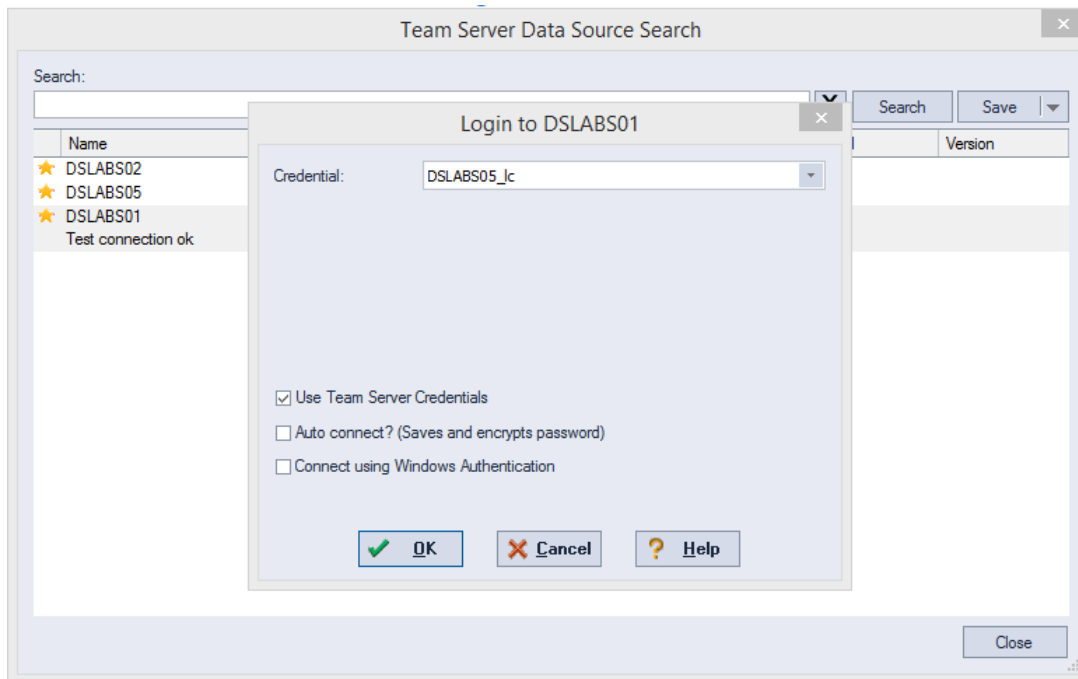 Team Server Data Source Search
Search:
Search
Save
Name
Version
DSLABS02
DSLABS05
DSLABS01
Test connection ok
Login to DSLABS01
Credential:
DSLABS05_lc
Use Team Server Credentials
Auto connect? (Saves and encrypts password)
Connect using Windows Authentication
OK
Cancel
Help
Close